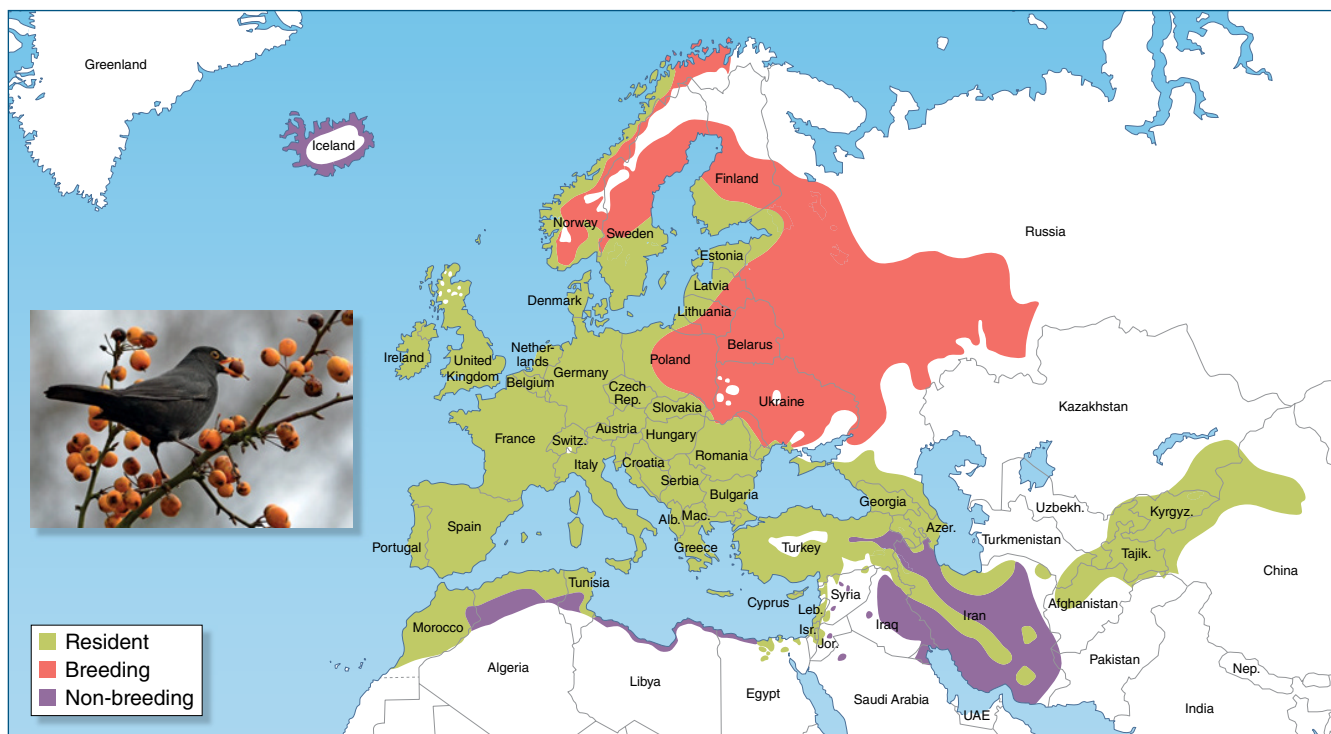 Greenland
Iceland
Finland
Norway
Sweden
Russia
Estonia
Latvia
Denmark
Lithuania
Ireland
United
Kingdom
Nether-
lands
Belgium
Germany
Poland
Belarus
Czech
Rep.
Slovakia
Ukraine
Kazakhstan
France
Switz.
Austria
Hungary
Romania
Italy
Croatia
Serbia
Bulgaria
Georgia
Azer.
Uzbekh.
Kyrgyz.
Turkmenistan
Tajik.
Portugal
Spain
Alb.
Mac.
Greece
Turkey
China
Tunisia
Cyprus
Syria
Leb.
Isr.
Jor.
Iraq
Iran
Afghanistan
Morocco
Algeria
Libya
Egypt
Saudi Arabia
UAE
Pakistan
Nep.
India
Resident
Breeding
Non-breeding